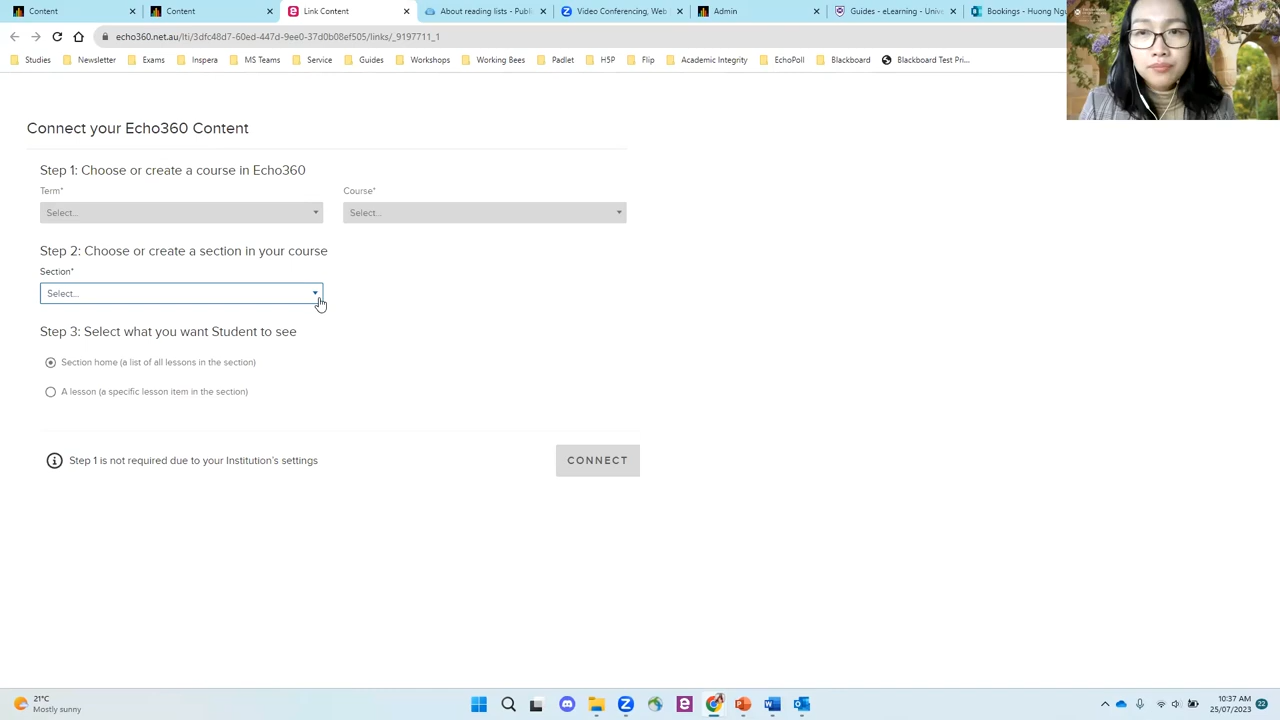 Content
Content
Link Content
About reading lists - Publ
Video Conferencing, Web
Admin
Guides - eLearning - Unive
Bookings - Huong Ng
echo360.net.au/lti/3dfc48d7-60ed-447d-9ee0-37d0b08ef505/links/_9197711_1
Studies
Newsletter
Exams
Inspera
MS Teams
Service
Guides
Workshops
Working Bees
Padlet
H5P
Flip
Academic Integrity
EchoPoll
Blackboard
Blackboard Test Pri...
Connect your Echo360 Content
Step 1: Choose or create a course in Echo360
Term* Course*
Select... Select...
Step 2: Choose or create a section in your course
Section*
Select...
Step 3: Select what you want Student to see
Section home (a list of all lessons in the section)
A lesson (a specific lesson item in the section)
Step 1 is not required due to your Institution's settings
CONNECT
21°C
Mostly sunny
10:37 AM
25/07/2023
22